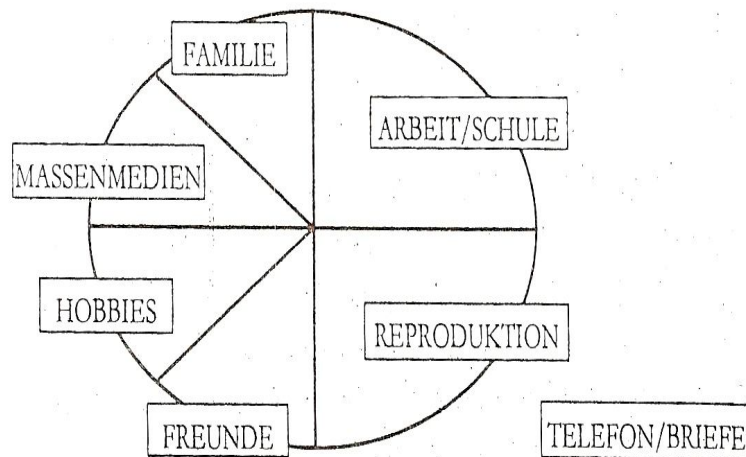 FAMILIE
ARBEIT/SCHULE
MASSENMEDIEN
HOBBIES
REPRODUKTION
FREUNDE
TELEFON/BRIEFE